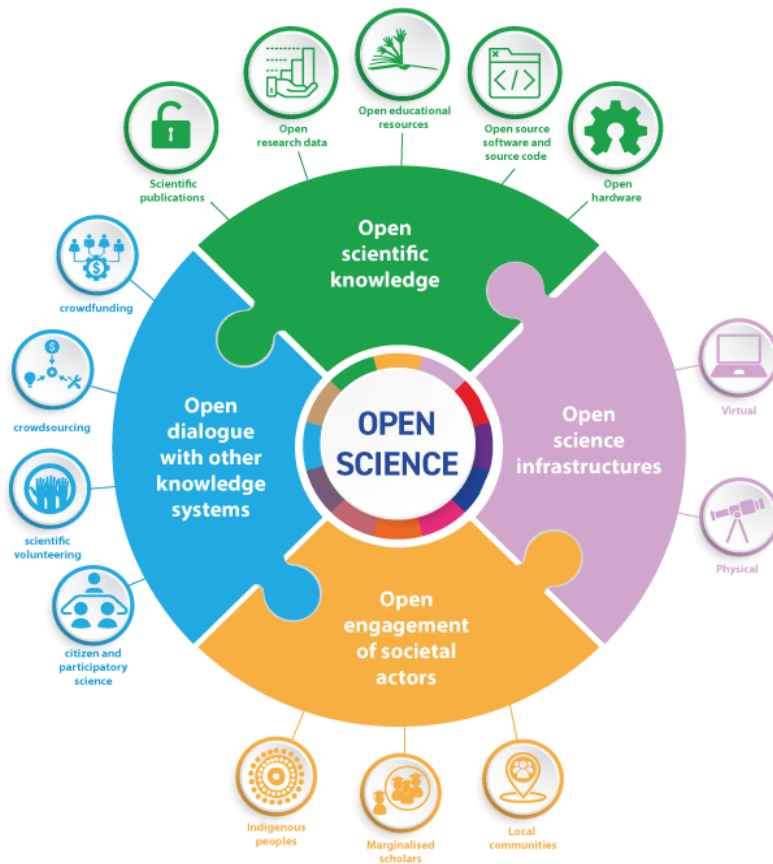 Scientific
publications
Open
research data
Open educational
resources
Open source
software and
source code
Open
hardware
Open
scientific
knowledge
crowdfunding
crowdsourcing
scientific
volunteering
citizen and
participatory
science
Open
dialogue
with other
knowledge
systems
OPEN
SCIENCE
Open
science
infrastructures
Virtual
Physical
Open
engagement
of societal
actors
Indigenous
peoples
Marginalised
scholars
Local
communities